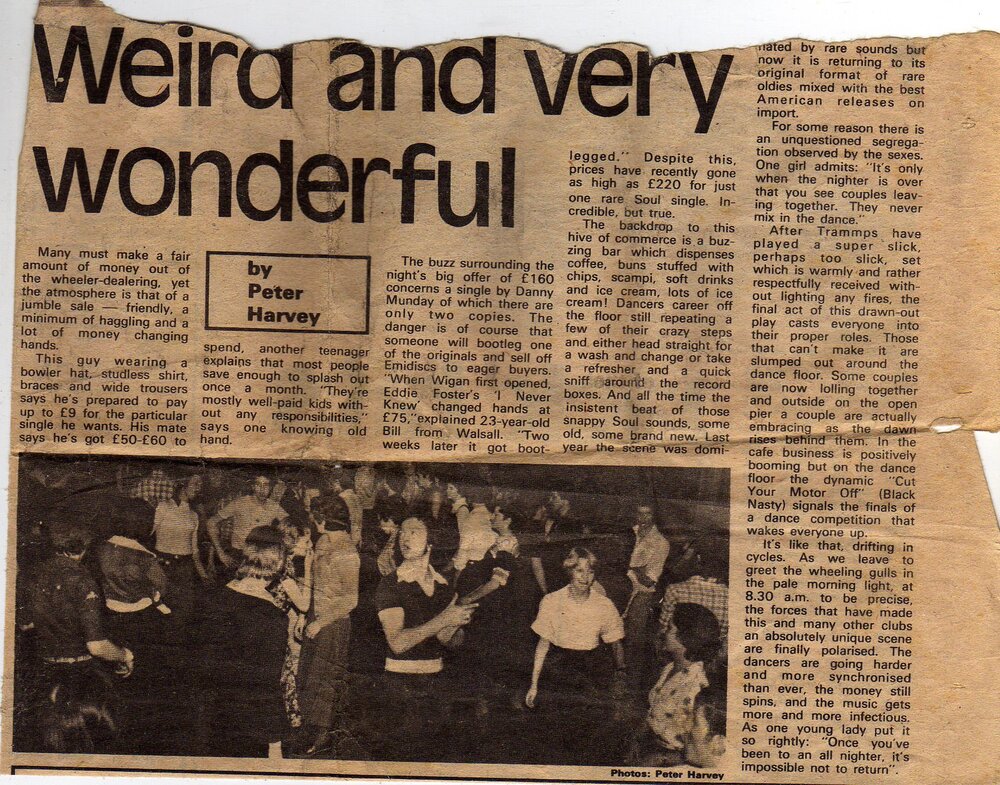 Weird and very
wonderful
Many must make a fair
amount of money out of
the wheeler-dealering, yet
the atmosphere is that of a
jumble sale — friendly, a
minimum of haggling and a
lot of money changing
hands.
This guy wearing a
bowler hat, studless shirt,
braces and wide trousers
says he's prepared to pay
up to £9 for the particular
single he wants. His mate
says he's got £50-£60 to
by
Peter
Harvey
spend, another teenager
explains that most people
save enough to splash out
once a month. "They're
mostly well-paid kids with-
out any responsibilities,"
says one knowing old
hand.
The buzz surrounding the
night's big offer of £160
concerns a single by Danny
Munday of which there are
only two copies. The
danger is of course that
someone will bootleg one
of the originals and sell off
Emidiscs to eager buyers.
"When Wigan first opened,
Eddie Foster's 'I Never
Knew' changed hands at
£75," explained 23-year-old
Bill from Walsall. "Two
weeks later it got boot-
legged." Despite this,
prices have recently gone
as high as £220 for just
one rare Soul single. In-
credible, but true.
The backdrop to this
hive of commerce is a buz-
zing bar which dispenses
coffee, buns stuffed with
chips, scampi, soft drinks
and ice cream, lots of ice
cream! Dancers career off
the floor still repeating a
few of their crazy steps
and either head straight for
a wash and change or take
a refresher and a quick
sniff around the record
boxes. And all the time the
insistent beat of those
snappy Soul sounds, some
old, some brand new. Last
year the scene was domi-
nated by rare sounds but
now it is returning to its
original format of rare
oldies mixed with the best
American releases on
import.
For some reason there is
an unquestioned segrega-
tion observed by the sexes.
One girl admits: "It's only
when the nighter is over
that you see couples leav-
ing together. They never
mix in the dance."
After Trammps have
played a super slick,
perhaps too slick, set
which is warmly and rather
respectfully received with-
out lighting any fires, the
final act of this drawn-out
play casts everyone into
their proper roles. Those
that can't make it are
slumped out around the
dance floor. Some couples
are now lolling together
and outside on the open
pier a couple are actually
embracing as the dawn
rises behind them. In the
cafe business is positively
booming but on the dance
floor the dynamic "Cut
Your Motor Off" (Black
Nasty) signals the finals of
a dance competition that
wakes everyone up.
It's like that, drifting in
cycles. As we leave to
greet the wheeling gulls in
the pale morning light, at
8.30 a.m. to be precise,
the forces that have made
this and many other clubs
an absolutely unique scene
are finally polarised. The
dancers are going harder
and more synchronised
than ever, the money still
spins, and the music gets
more and more infectious.
As one young lady put it
so rightly: "Once you've
been to an all nighter, it's
impossible not to return".
Photos: Peter Harvey